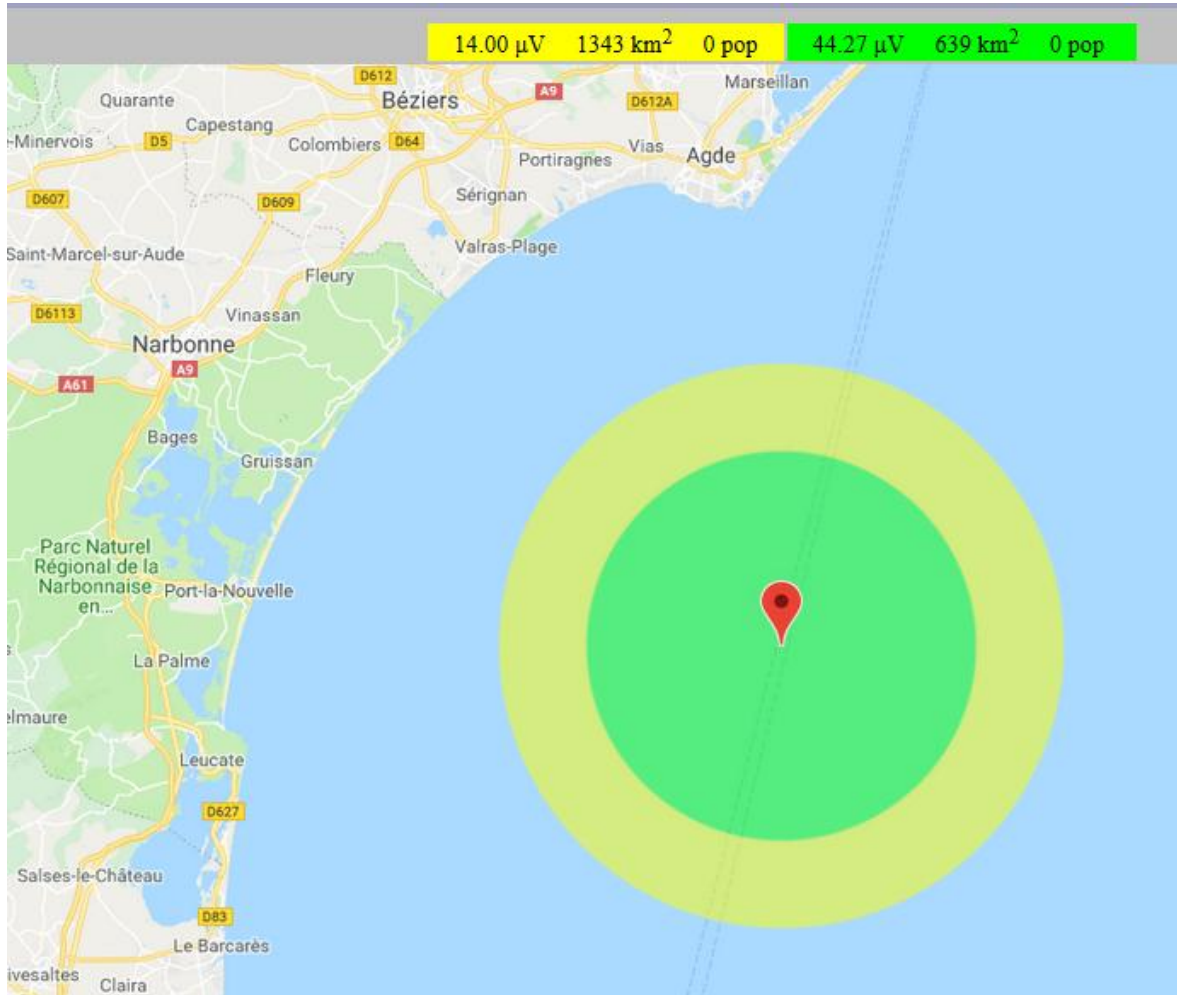 14.00 µV 1343 km² 0 pop 44.27 µV 639 km² 0 pop
D612
Marseillan
Quarante
Béziers
A9
D612A
Capestang
-Minervois
D5
Colombiers
D64
Vias
Agde
Portiragnes
D607
D609
Sérignan
Saint-Marcel-sur-Aude
Valras-Plage
Fleury
D6113
Vinassan
Narbonne
A9
A61
Bages
Gruissan
Parc Naturel
Régional de la
Narbonnaise
en...
Port-la-Nouvelle
La Palme
elmaure
Leucate
D627
Salses-le-Château
D83
Le Barcarès
ivesaltes
Claira